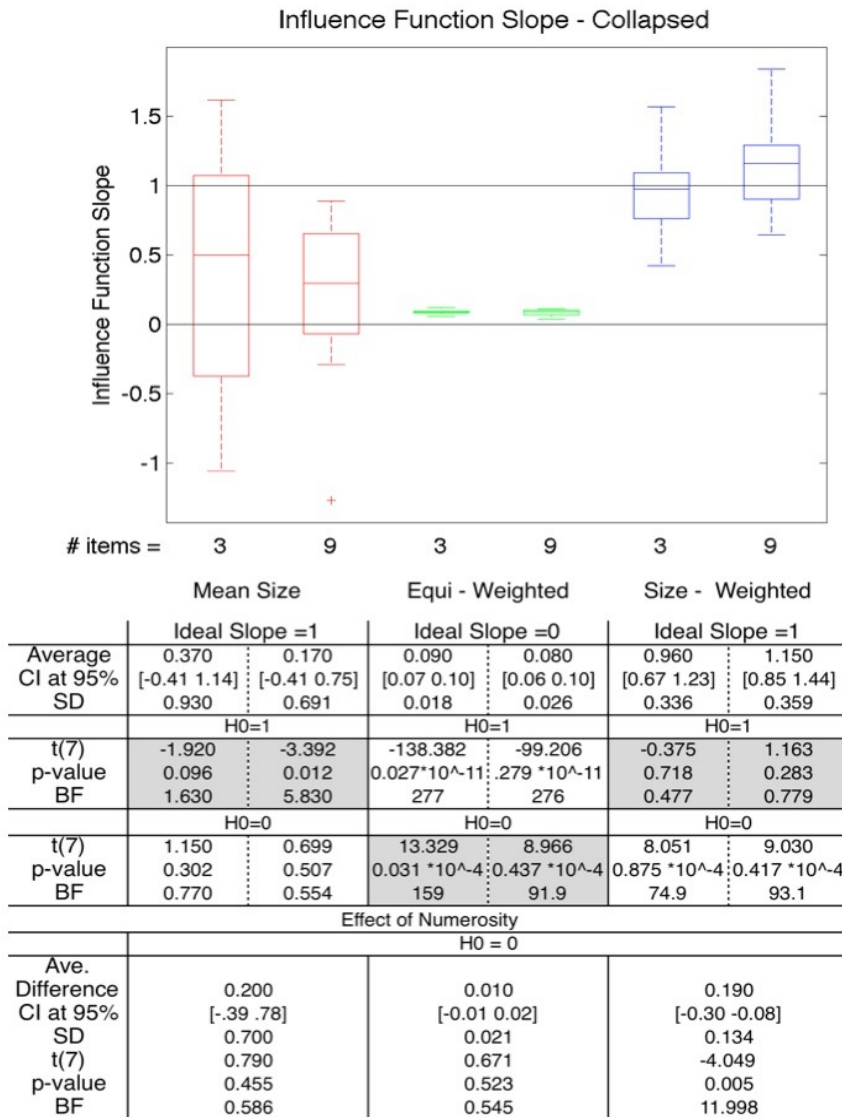 Influence Function Slope - Collapsed
Influence Function Slope
1.5
1
0.5
0
-0.5
-1
# items = 3 9 3 9 3 9
Mean Size Equi - Weighted Size - Weighted
Ideal Slope =1 Ideal Slope =0 Ideal Slope =1
Average 0.370 0.170 0.090 0.080 0.960 1.150
CI at 95% [-0.41 1.14] [-0.41 0.75] [0.07 0.10] [0.06 0.10] [0.67 1.23] [0.85 1.44]
SD 0.930 0.691 0.018 0.026 0.336 0.359
H0=1 H0=1 H0=1
t(7) -1.920 -3.392 -138.382 -99.206 -0.375 1.163
p-value 0.096 0.012 0.027*10^-11 .279 *10^-11 0.718 0.283
BF 1.630 5.830 277 276 0.477 0.779
H0=0 H0=0 H0=0
t(7) 1.150 0.699 13.329 8.966 8.051 9.030
p-value 0.302 0.507 0.031 *10^-4 0.437 *10^-4 0.875 *10^-4 0.417 *10^-4
BF 0.770 0.554 159 91.9 74.9 93.1
Effect of Numerosity
H0 = 0
Ave.
Difference 0.200 0.010 0.190
CI at 95% [-.39 .78] [-0.01 0.02] [-0.30 -0.08]
SD 0.700 0.021 0.134
t(7) 0.790 0.671 -4.049
p-value 0.455 0.523 0.005
BF 0.586 0.545 11.998